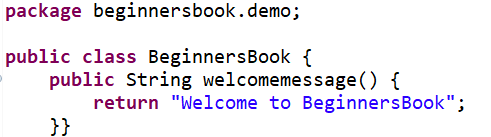 package beginnersbook.demo;
public class BeginnersBook {
    public String welcomemessage() {
        return "Welcome to BeginnersBook";
    }}